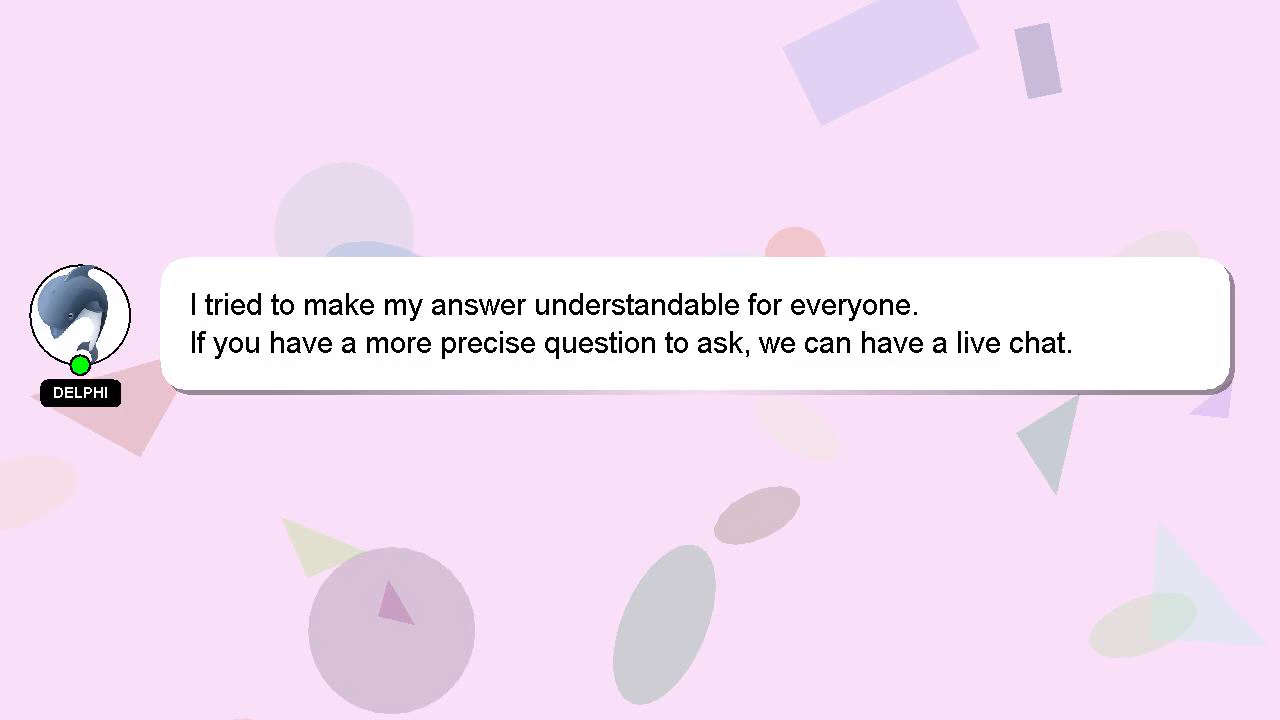 I tried to make my answer understandable for everyone.
If you have a more precise question to ask, we can have a live chat.
DELPHI